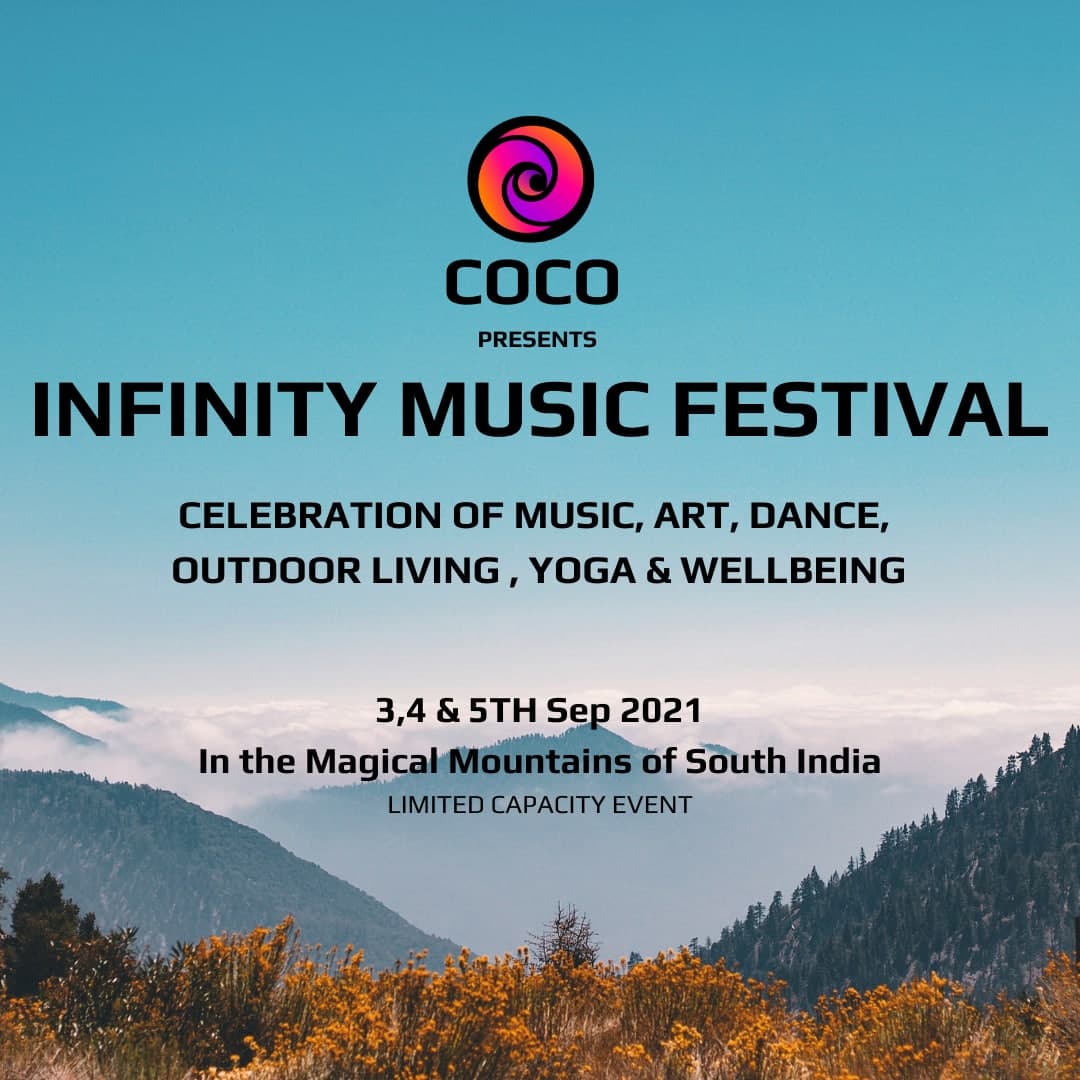 COCO
PRESENTS
INFINITY MUSIC FESTIVAL
CELEBRATION OF MUSIC, ART, DANCE,
OUTDOOR LIVING , YOGA & WELLBEING
3,4 & 5TH Sep 2021
In the Magical Mountains of South India
LIMITED CAPACITY EVENT